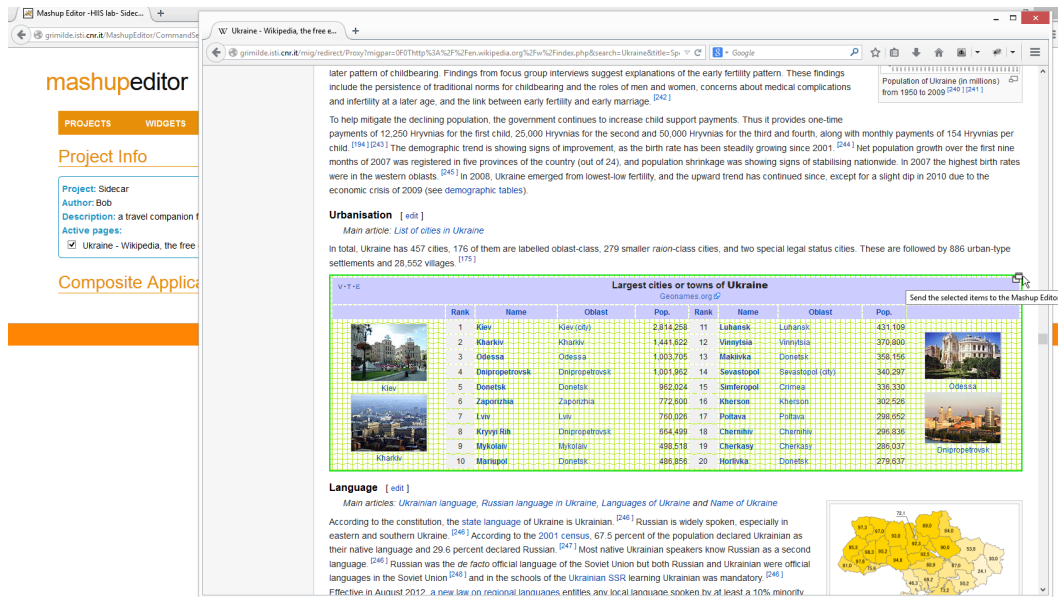 Mashup Editor -HIIS lab- Sidec...
grimilde.isti.cnr.it/MashupEditor/CommandSe
mashupeditor
PROJECTS WIDGETS
Project Info
Project: Sidecar
Author: Bob
Description: a travel companion f
Active pages:
Ukraine - Wikipedia, the free
Composite Applica
W Ukraine - Wikipedia, the free e...
grimilde.isti.cnr.it/mig/redirect/Proxy?migpar=0F0Thttp%3A%2F%2Fen.wikipedia.org%2Fw%2Findex.php&search=Ukraine&title=Sp
Google
later pattern of childbearing. Findings from focus group interviews suggest explanations of the early fertility pattern. These findings
include the persistence of traditional norms for childbearing and the roles of men and women, concerns about medical complications
and infertility at a later age, and the link between early fertility and early marriage. [242 ]
Population of Ukraine (in millions)
from 1950 to 2009 [240 ] [241 ]
To help mitigate the declining population, the government continues to increase child support payments. Thus it provides one-time
payments of 12,250 Hryvnias for the first child, 25,000 Hryvnias for the second and 50,000 Hryvnias for the third and fourth, along with monthly payments of 154 Hryvnias per
child. [194 ] [243 ] The demographic trend is showing signs of improvement, as the birth rate has been steadily growing since 2001. [244 ] Net population growth over the first nine
months of 2007 was registered in five provinces of the country (out of 24), and population shrinkage was showing signs of stabilising nationwide. In 2007 the highest birth rates
were in the western oblasts. [245 ] In 2008, Ukraine emerged from lowest-low fertility, and the upward trend has continued since, except for a slight dip in 2010 due to the
economic crisis of 2009 (see demographic tables).
Urbanisation [ edit ]
Main article: List of cities in Ukraine
In total, Ukraine has 457 cities, 176 of them are labelled oblast-class, 279 smaller raion-class cities, and two special legal status cities. These are followed by 886 urban-type
settlements and 28,552 villages. [175 ]
V · T · E Largest cities or towns of Ukraine
Geonames.org
Send the selected items to the Mashup Editor
Rank Name Oblast Pop. Rank Name Oblast Pop.
1 Kiev Kiev (city) 2,814,258 11 Luhansk Luhansk 431,109
2 Kharkiv Kharkiv 1,441,622 12 Vinnytsia Vinnytsia 370,800
3 Odessa Odessa 1,003,705 13 Makiivka Donetsk 358,156
4 Dnipropetrovsk Dnipropetrovsk 1,001,962 14 Sevastopol Sevastopol (city) 340,297
5 Donetsk Donetsk 962,024 15 Simferopol Crimea 336,330
6 Zaporizhia Zaporizhia 772,600 16 Kherson Kherson 302,526
7 Lviv Lviv 760,026 17 Poltava Poltava 298,652
8 Kryvyi Rih Dnipropetrovsk 664,499 18 Chernihiv Chernihiv 296,836
9 Mykolaiv Mykolaiv 498,518 19 Cherkasy Cherkasy 286,037
10 Mariupol Donetsk 486,856 20 Horlivka Donetsk 279,637
Kiev
Kharkiv
Odessa
Dnipropetrovsk
Language [ edit ]
Main articles: Ukrainian language, Russian language in Ukraine, Languages of Ukraine and Name of Ukraine
According to the constitution, the state language of Ukraine is Ukrainian. [246 ] Russian is widely spoken, especially in
eastern and southern Ukraine. [246 ] According to the 2001 census, 67.5 percent of the population declared Ukrainian as
their native language and 29.6 percent declared Russian. [247 ] Most native Ukrainian speakers know Russian as a second
language. [246 ] Russian was the de facto official language of the Soviet Union but both Russian and Ukrainian were official
languages in the Soviet Union [248 ] and in the schools of the Ukrainian SSR learning Ukrainian was mandatory. [246 ]
Effective in August 2012, a new law on regional languages entitles any local language spoken by at least a 10% minority
72.1